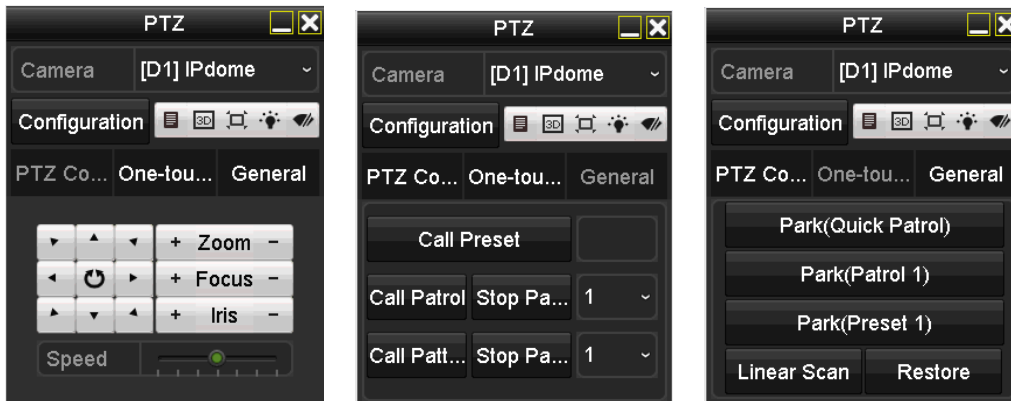 PTZ
Camera [D1] IPdome
Configuration 3D
PTZ Co... One-tou... General
+ Zoom -
+ Focus -
+ Iris -
Speed
PTZ
Camera [D1] IPdome
Configuration 3D
PTZ Co... One-tou... General
Call Preset
Call Patrol Stop Pa... 1
Call Patt... Stop Pa... 1
PTZ
Camera [D1] IPdome
Configuration 3D
PTZ Co... One-tou... General
Park(Quick Patrol)
Park(Patrol 1)
Park(Preset 1)
Linear Scan Restore